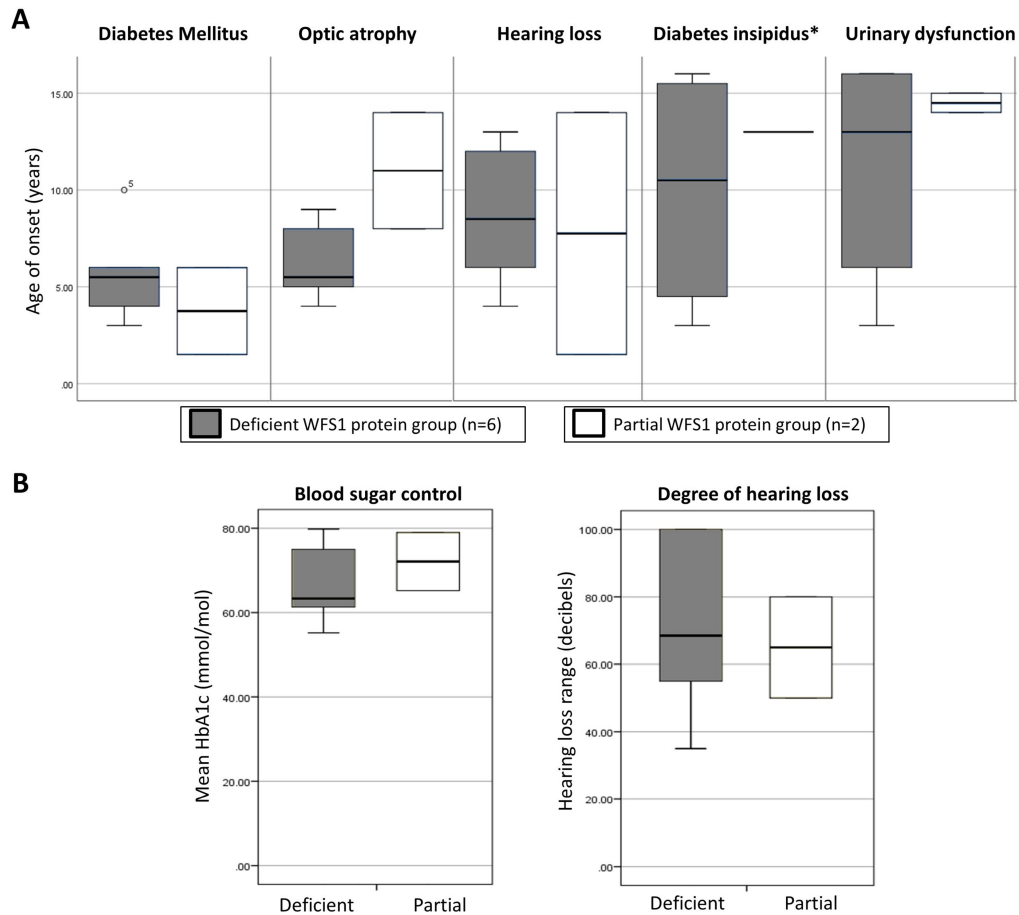 A
Diabetes Mellitus
Optic atrophy
Hearing loss
Diabetes insipidus*
Urinary dysfunction
Age of onset (years)
15.00
10.00
5.00
.00
5
Deficient WFS1 protein group (n=6)
Partial WFS1 protein group (n=2)
B
Blood sugar control
Mean HbA1c (mmol/mol)
80.00
60.00
40.00
20.00
.00
Deficient
Partial
Degree of hearing loss
Hearing loss range (decibels)
100.00
80.00
60.00
40.00
20.00
.00
Deficient
Partial